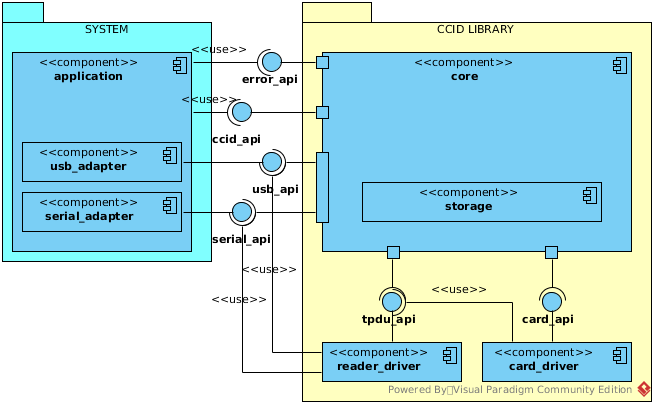 SYSTEM
CCID LIBRARY
<<component>>
application
<<use>>
error_api
<<component>>
core
<<use>>
ccid_api
<<component>>
usb_adapter
usb_api
<<component>>
serial_adapter
serial_api
<<component>>
storage
<<use>>
<<use>>
<<use>>
tpdu_api
card_api
<<component>>
reader_driver
<<component>>
card_driver
Powered By▯Visual Paradigm Community Edition